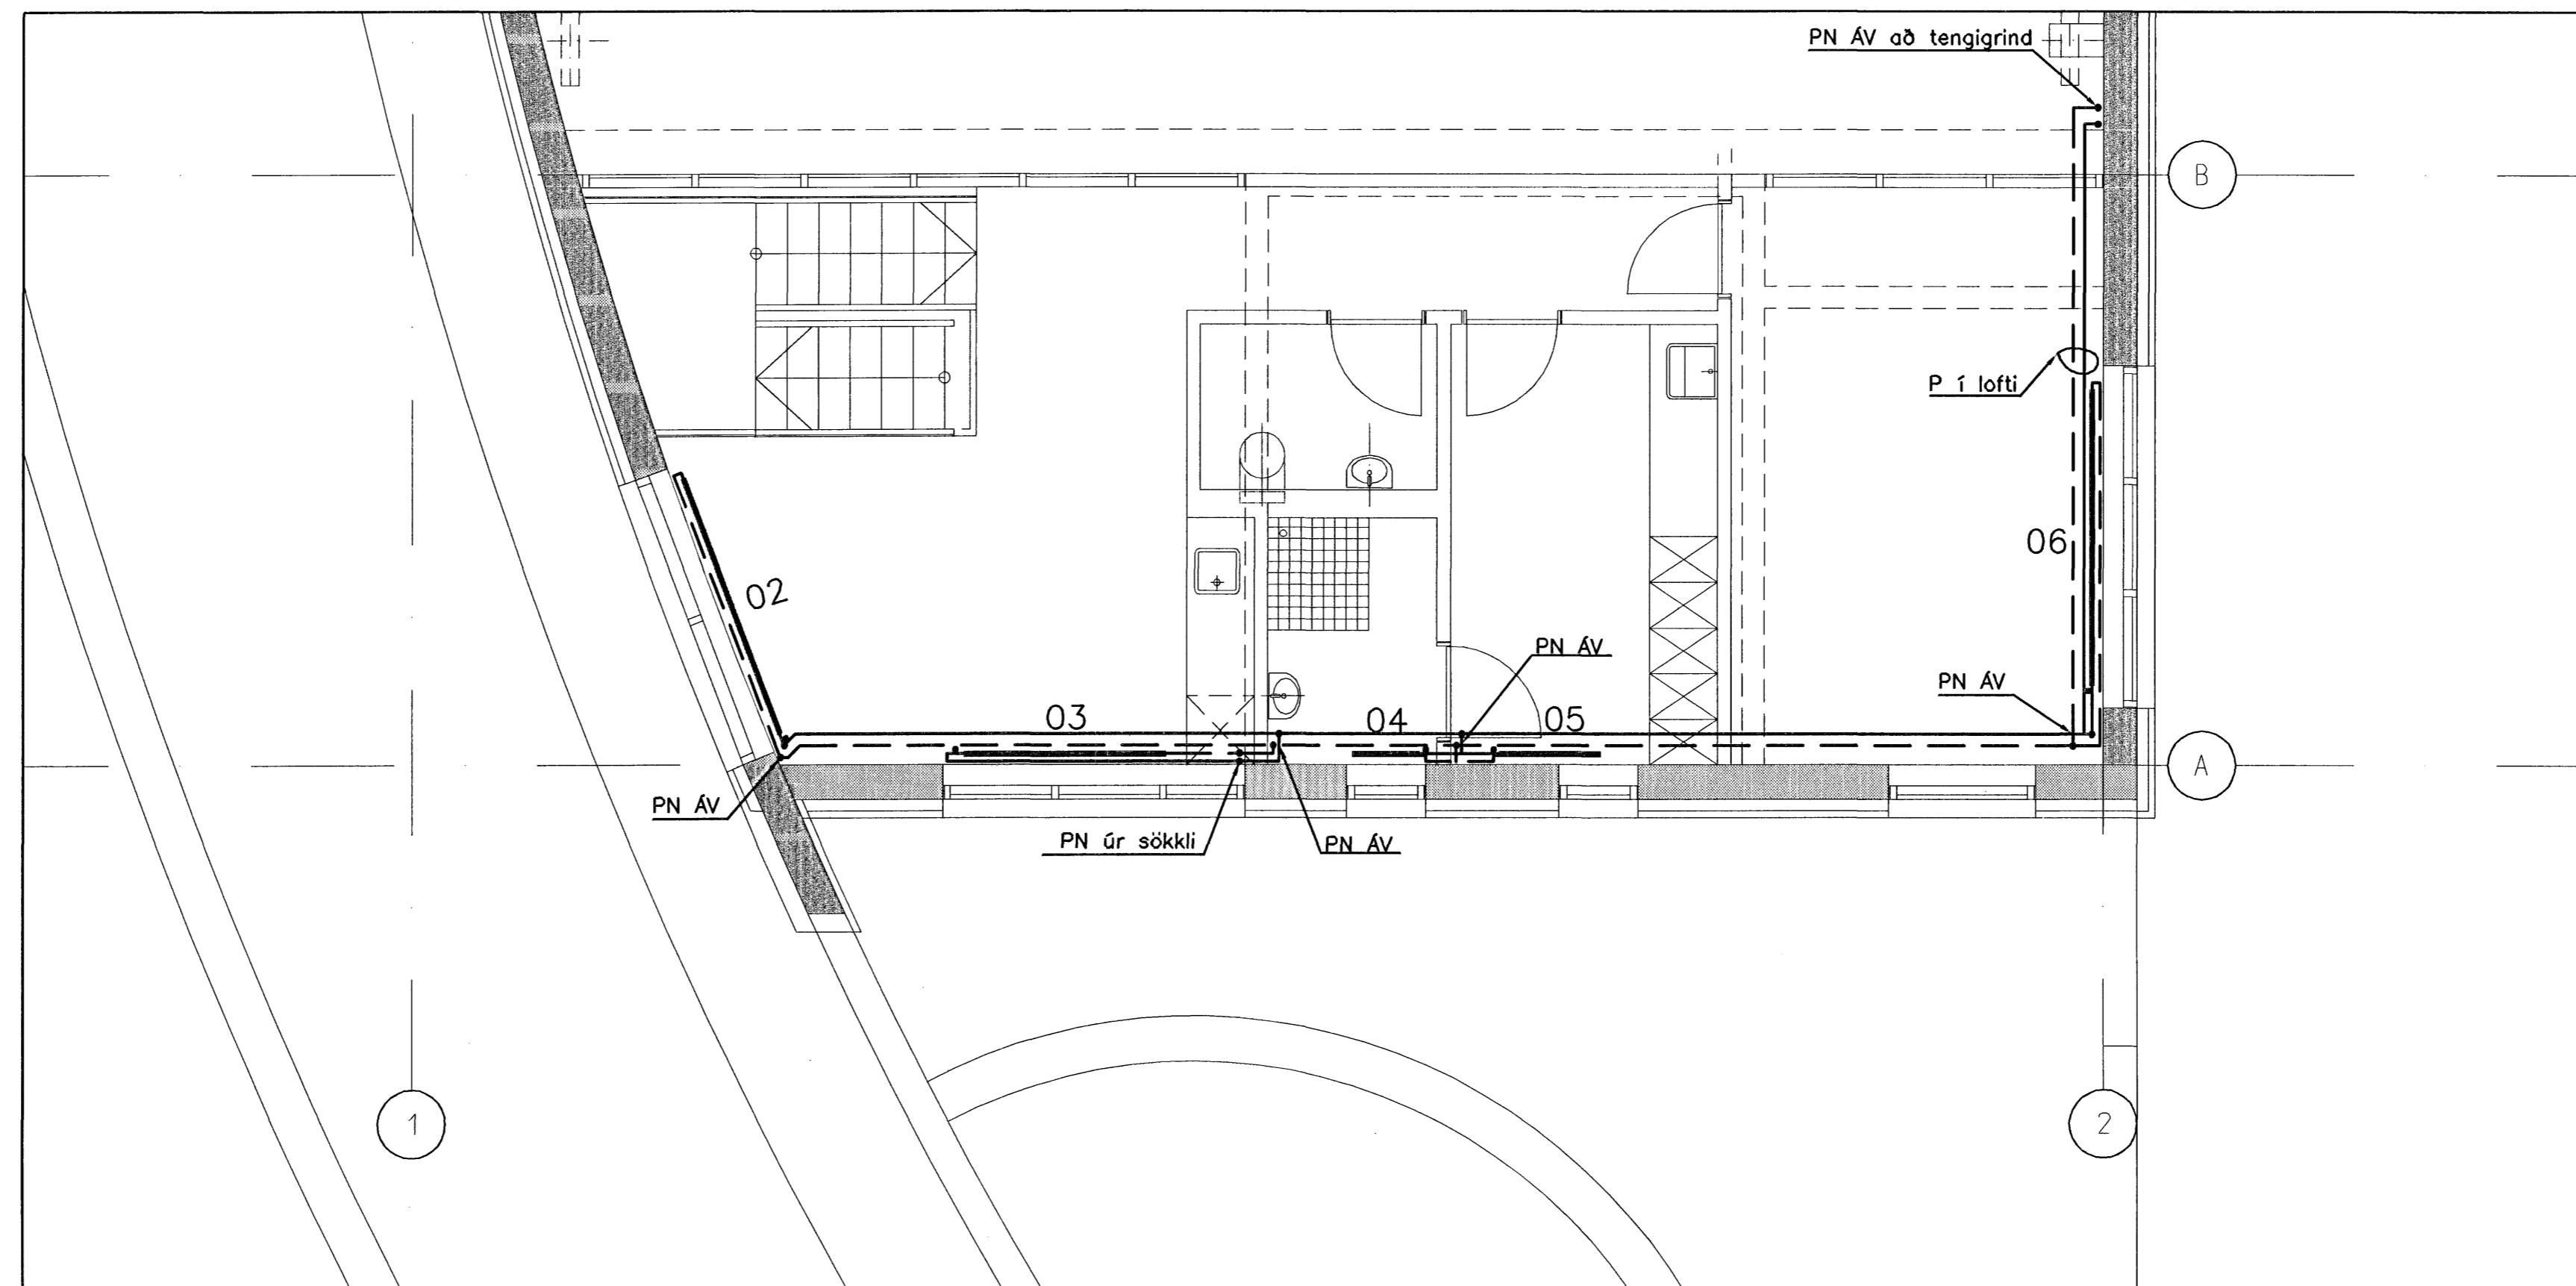 PN ÁV að tengigrind
B
P í lofti
06
02
PN ÁV
PN ÁV
03
04
05
A
PN ÁV
PN úr sökkli
PN ÁV
1
2